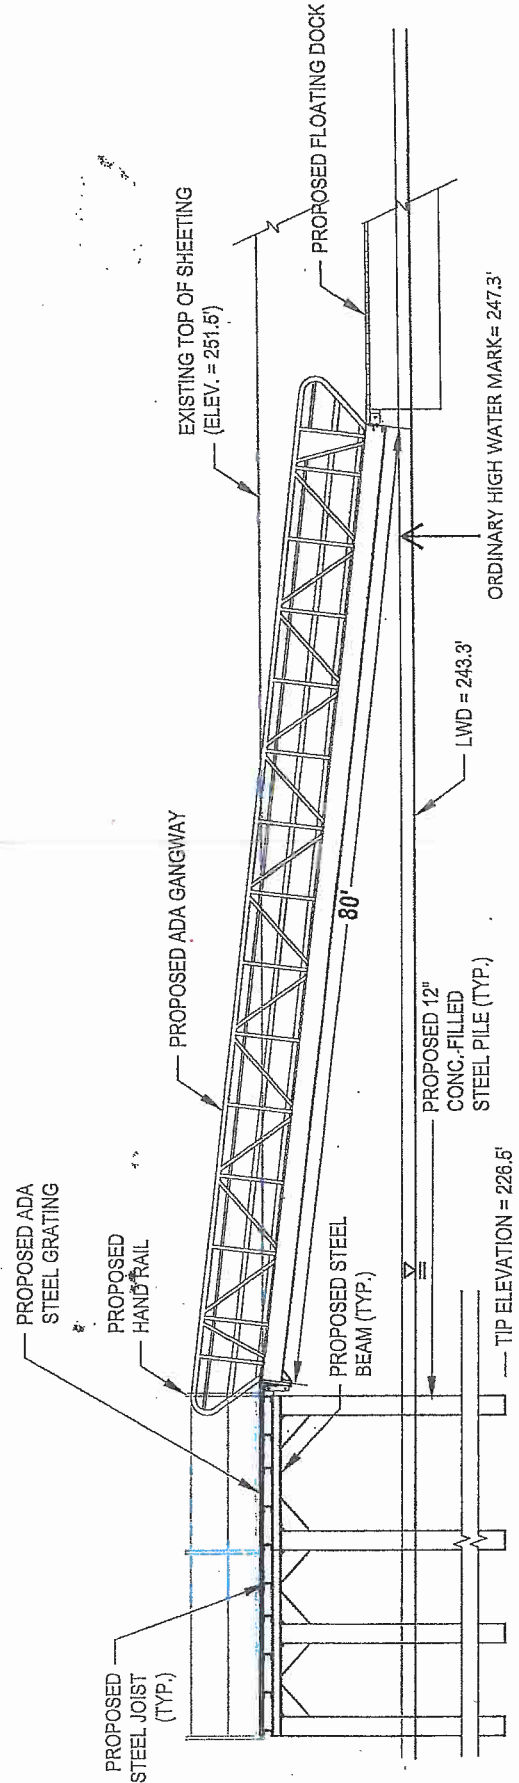 PROPOSED
STEEL JOIST
(TYP.)
PROPOSED ADA
STEEL GRATING
PROPOSED
HAND RAIL
PROPOSED ADA GANGWAY
EXISTING TOP OF SHEETING
(ELEV. = 251.5')
PROPOSED FLOATING DOCK
80'
PROPOSED STEEL
BEAM (TYP.)
PROPOSED 12"
CONC.-FILLED
STEEL PILE (TYP.)
TIP ELEVATION = 226.5'
LWD = 243.3'
ORDINARY HIGH WATER MARK= 247.3'